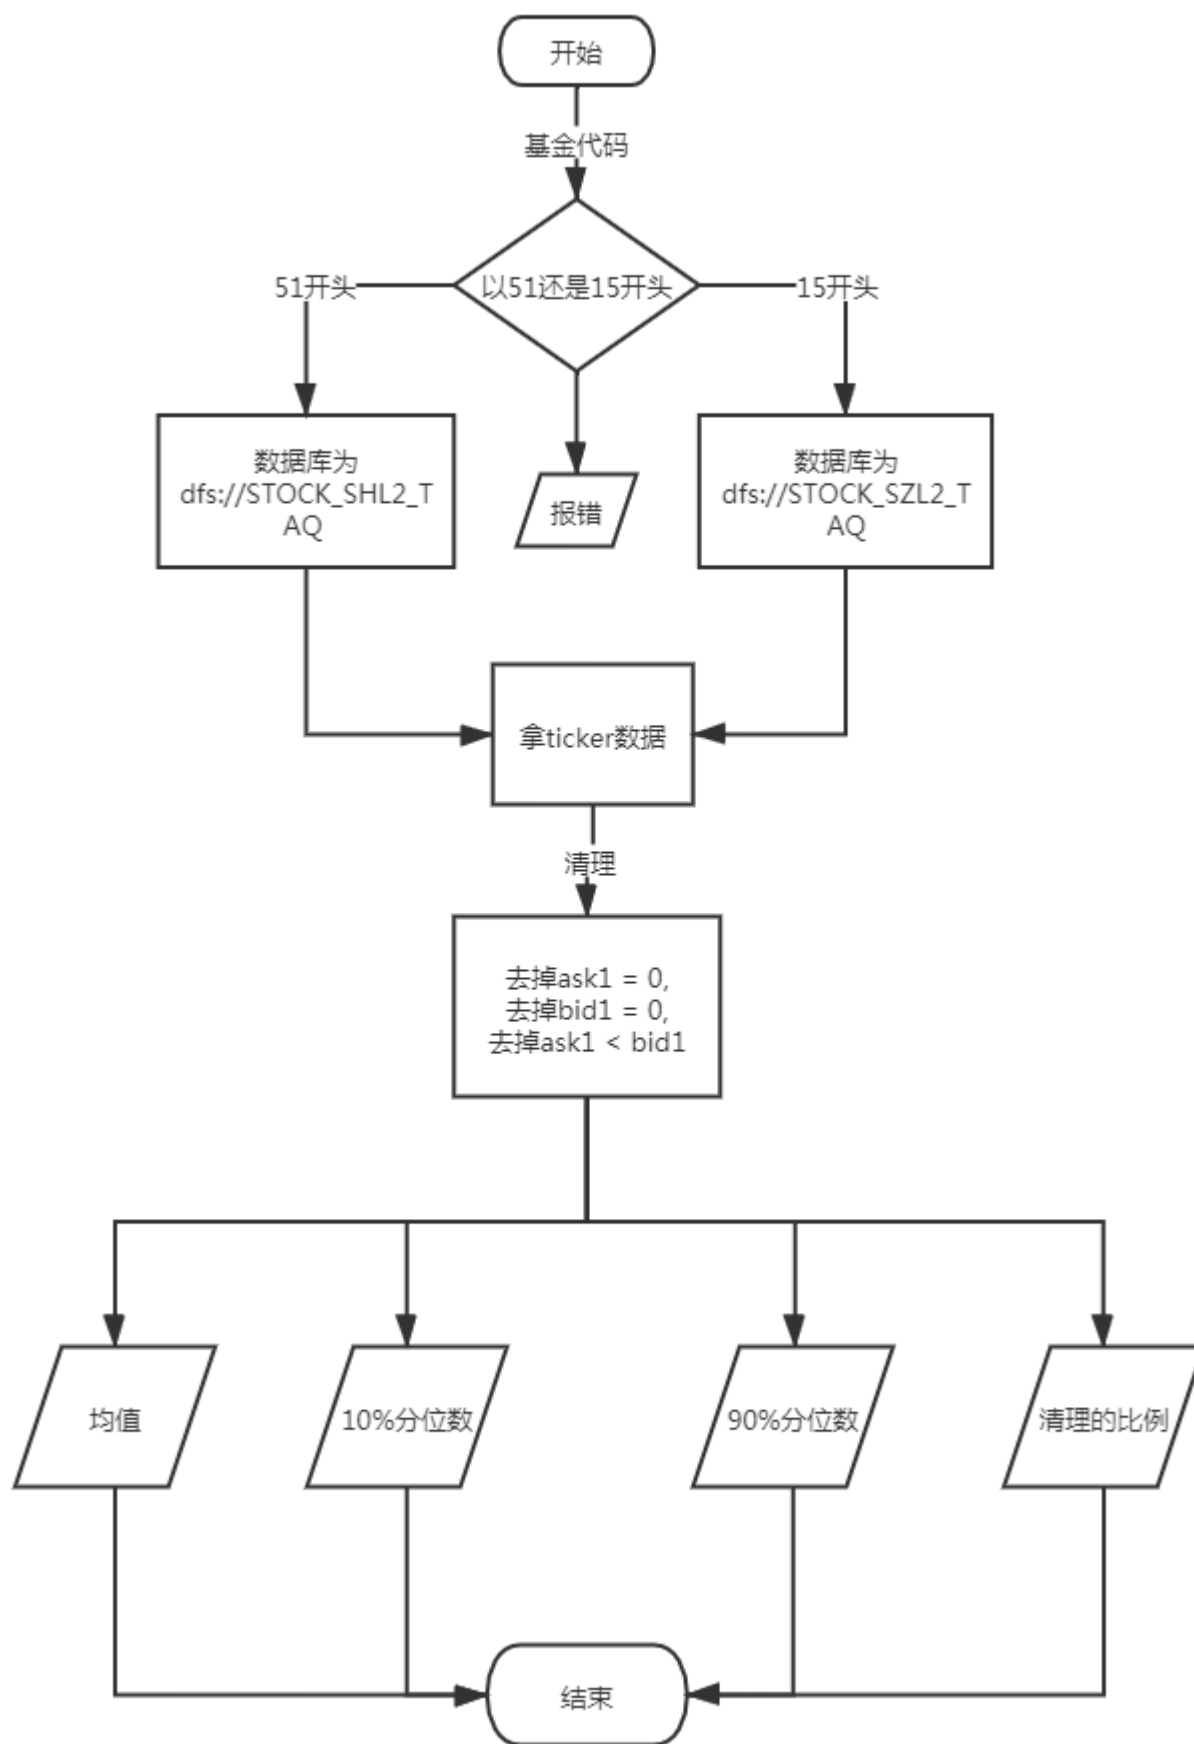 开始
基金代码
以51还是15开头
51开头
15开头
数据库为
dfs://STOCK_SHL2_T
AQ
报错
数据库为
dfs://STOCK_SZL2_T
AQ
拿ticker数据
清理
去掉ask1 = 0,
去掉bid1 = 0,
去掉ask1 < bid1
均值
10%分位数
90%分位数
清理的比例
结束